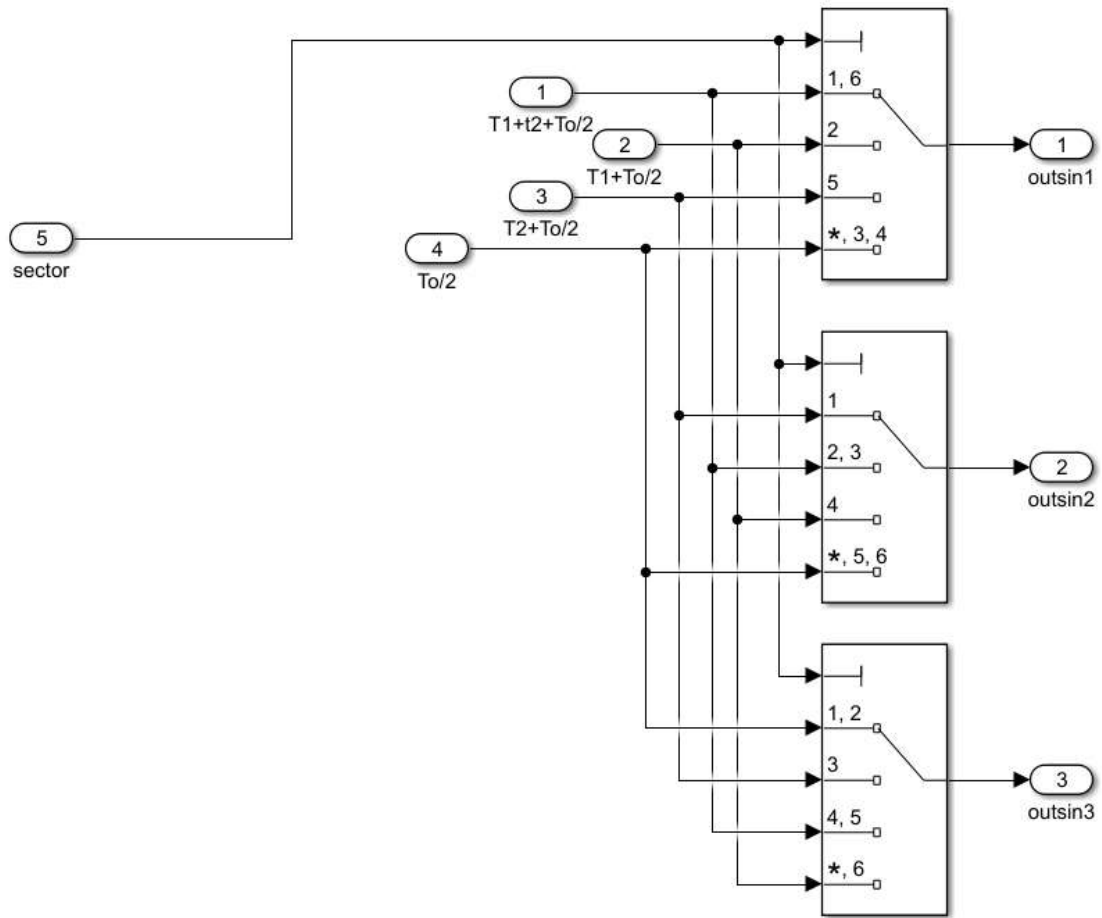 1
T1+t2+To/2
2
T1+To/2
3
T2+To/2
4
To/2
5
sector
1, 6
2
5
*, 3, 4
1
outsin1
1
2, 3
4
*, 5, 6
2
outsin2
1, 2
3
4, 5
*, 6
3
outsin3